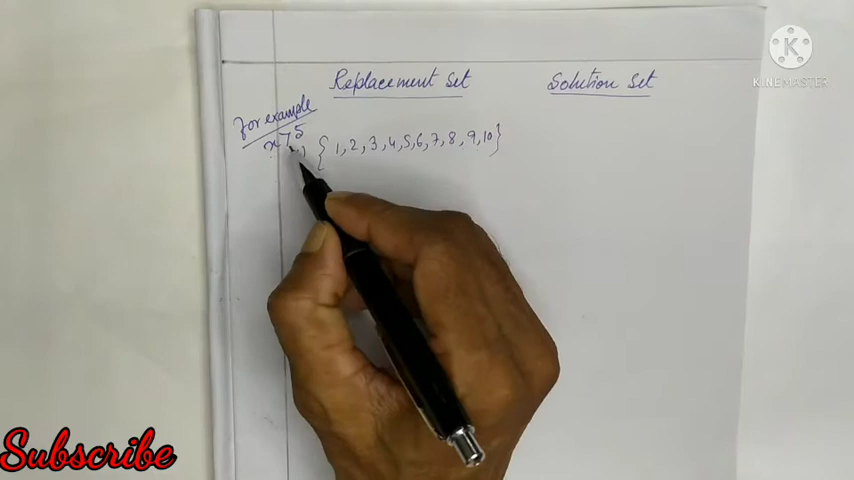 Replacement Set Solution Set
For example
x > 5, { 1, 2, 3, 4, 5, 6, 7, 8, 9, 10}
K
KINEMASTER
Subscribe